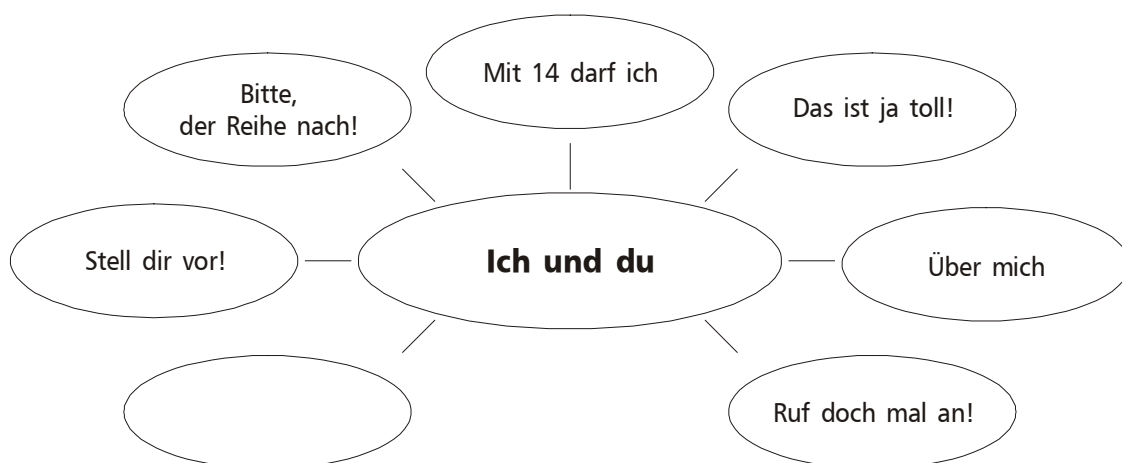 Mit 14 darf ich
Bitte,
der Reihe nach!
Das ist ja toll!
Stell dir vor!
Ich und du
Über mich
Ruf doch mal an!